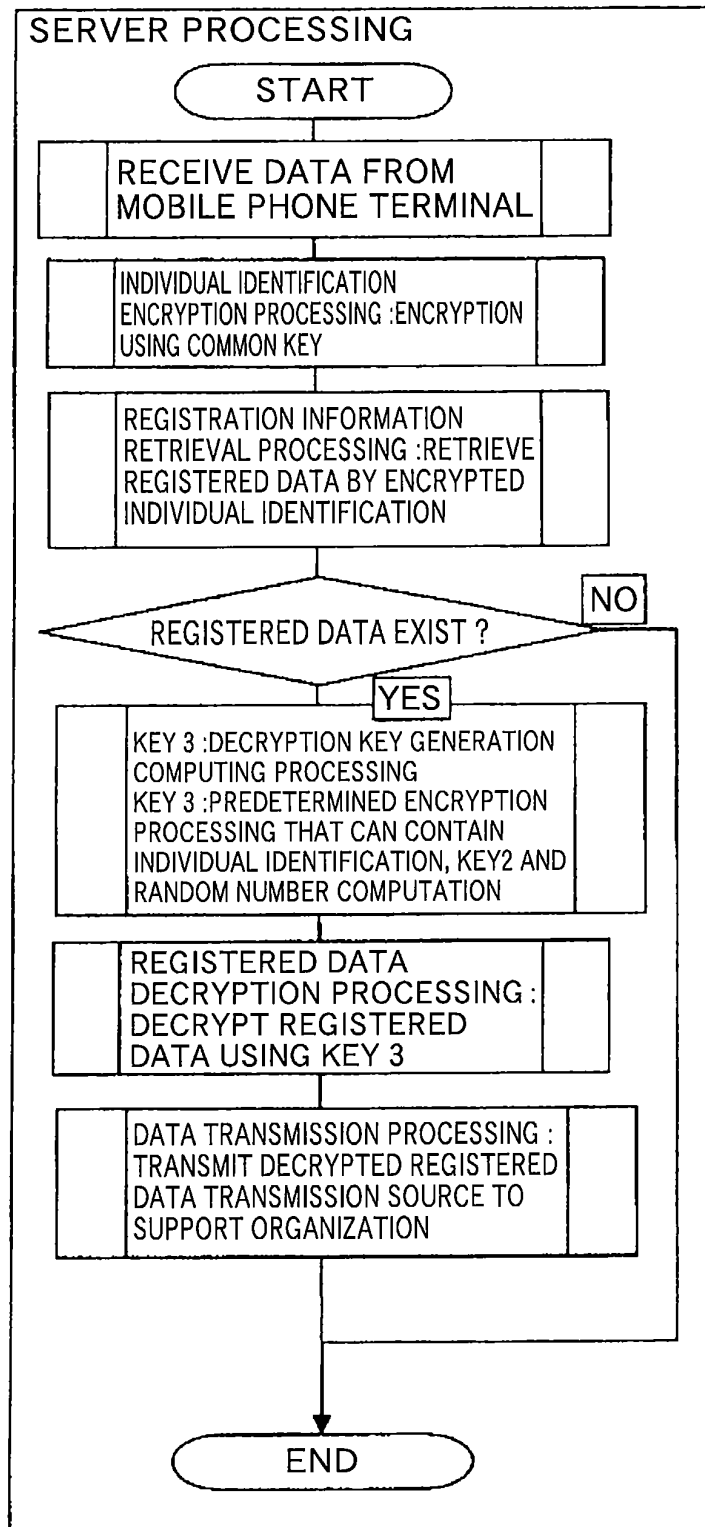 SERVER PROCESSING
START
RECEIVE DATA FROM
MOBILE PHONE TERMINAL
INDIVIDUAL IDENTIFICATION
ENCRYPTION PROCESSING :ENCRYPTION
USING COMMON KEY
REGISTRATION INFORMATION
RETRIEVAL PROCESSING :RETRIEVE
REGISTERED DATA BY ENCRYPTED
INDIVIDUAL IDENTIFICATION
NO
REGISTERED DATA EXIST ?
YES
KEY 3 :DECRYPTION KEY GENERATION
COMPUTING PROCESSING
KEY 3 :PREDETERMINED ENCRYPTION
PROCESSING THAT CAN CONTAIN
INDIVIDUAL IDENTIFICATION, KEY2 AND
RANDOM NUMBER COMPUTATION
REGISTERED DATA
DECRYPTION PROCESSING :
DECRYPT REGISTERED
DATA USING KEY 3
DATA TRANSMISSION PROCESSING :
TRANSMIT DECRYPTED REGISTERED
DATA TRANSMISSION SOURCE TO
SUPPORT ORGANIZATION
END